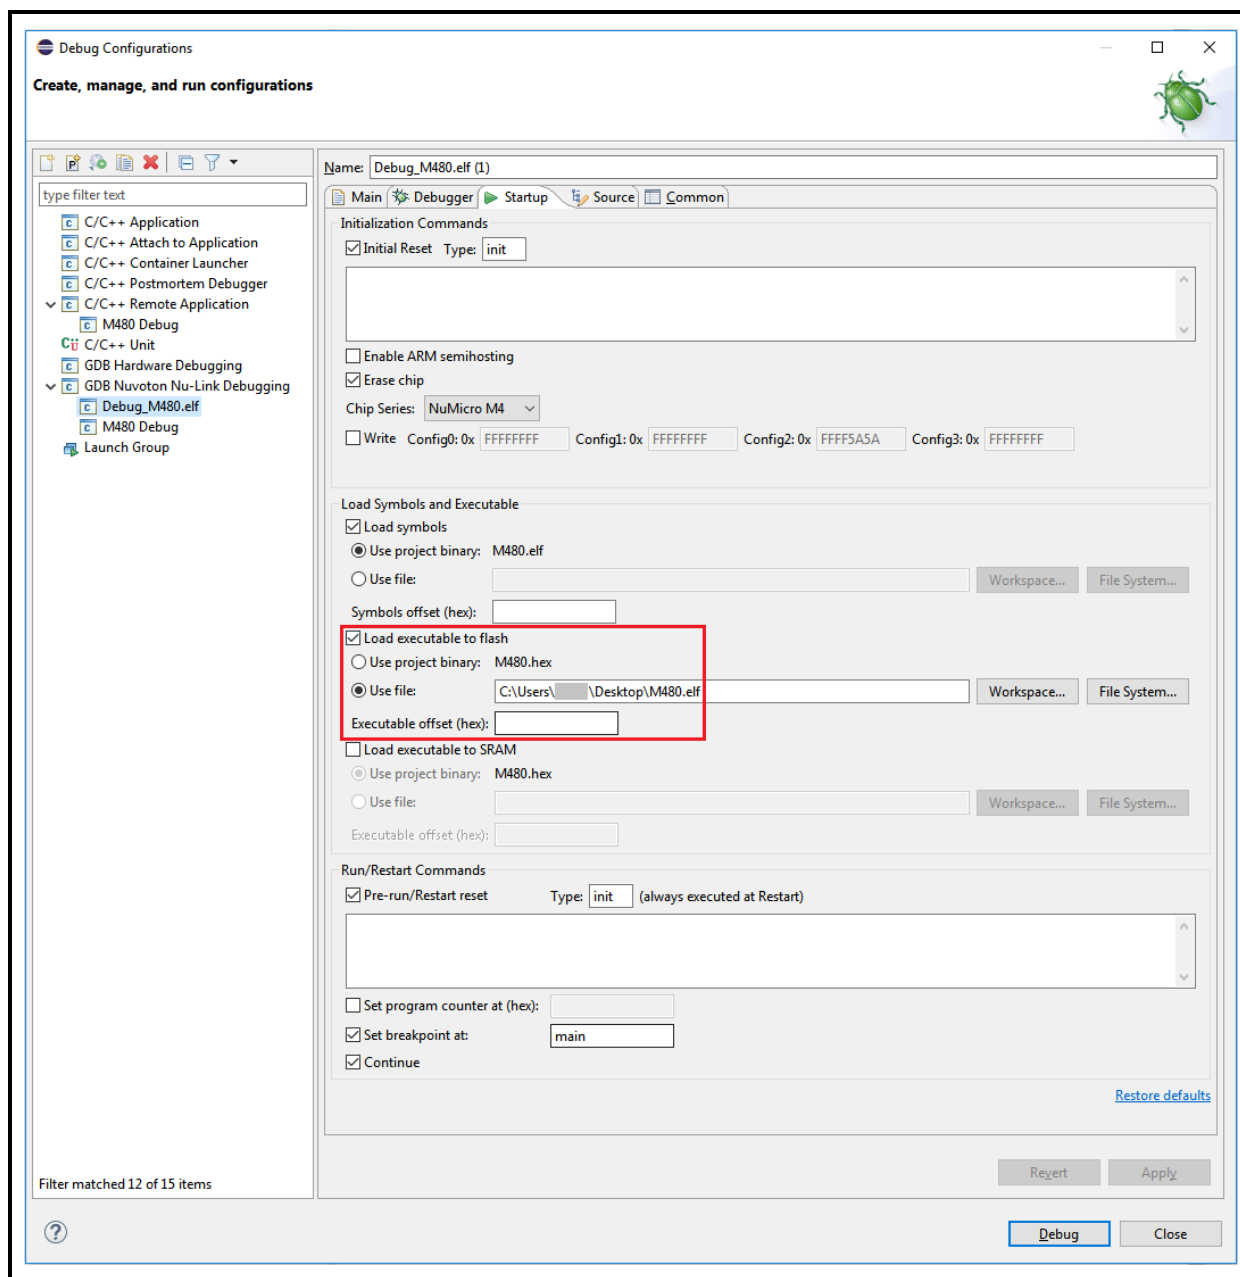 Debug Configurations
Create, manage, and run configurations
type filter text
C/C++ Application
C/C++ Attach to Application
C/C++ Container Launcher
C/C++ Postmortem Debugger
C/C++ Remote Application
M480 Debug
C/C++ Unit
GDB Hardware Debugging
GDB Nuvoton Nu-Link Debugging
Debug_M480.elf
M480 Debug
Launch Group
Filter matched 12 of 15 items
Name: Debug_M480.elf (1)
Main Debugger Startup Source Common
Initialization Commands
Initial Reset Type: init
Enable ARM semihosting
Erase chip
Chip Series: NuMicro M4
Write Config0: 0x FFFFFFFF Config1: 0x FFFFFFFF Config2: 0x FFFF5A5A Config3: 0x FFFFFFFF
Load Symbols and Executable
Load symbols
Use project binary: M480.elf
Use file: Workspace... File System...
Symbols offset (hex):
Load executable to flash
Use project binary: M480.hex
Use file: C:\Users\ \Desktop\M480.elf Workspace... File System...
Executable offset (hex):
Load executable to SRAM
Use project binary: M480.hex
Use file: Workspace... File System...
Executable offset (hex):
Run/Restart Commands
Pre-run/Restart reset Type: init (always executed at Restart)
Set program counter at (hex):
Set breakpoint at: main
Continue
Restore defaults
Revert Apply
Debug Close